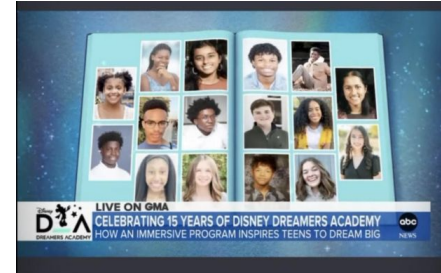 LIVE ON GMA
Disney
D A
DREAMERS ACADEMY
CELEBRATING 15 YEARS OF DISNEY DREAMERS ACADEMY
HOW AN IMMERSIVE PROGRAM INSPIRES TEENS TO DREAM BIG
abc
NEWS